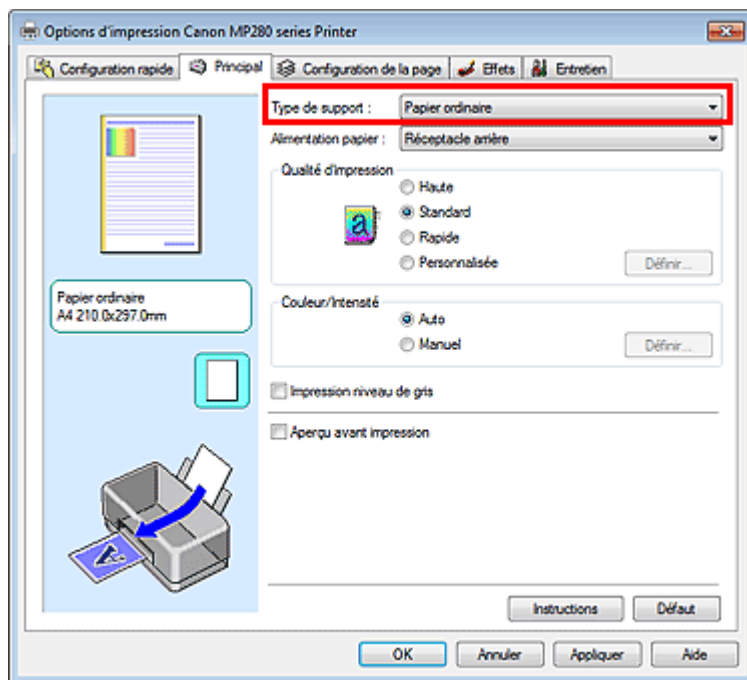 Options d'impression Canon MP280 series Printer
Configuration rapide Principal Configuration de la page Effets Entretien
Type de support : Papier ordinaire
Alimentation papier : Réceptacle arrière
Qualité d'impression
Haute
a Standard
Rapide
Personnalisée Définir...
Papier ordinaire
A4 210.0x297.0mm
Couleur/Intensité
Auto
Manuel Définir...
Impression niveau de gris
Aperçu avant impression
A
Instructions Défaut
OK Annuler Appliquer Aide